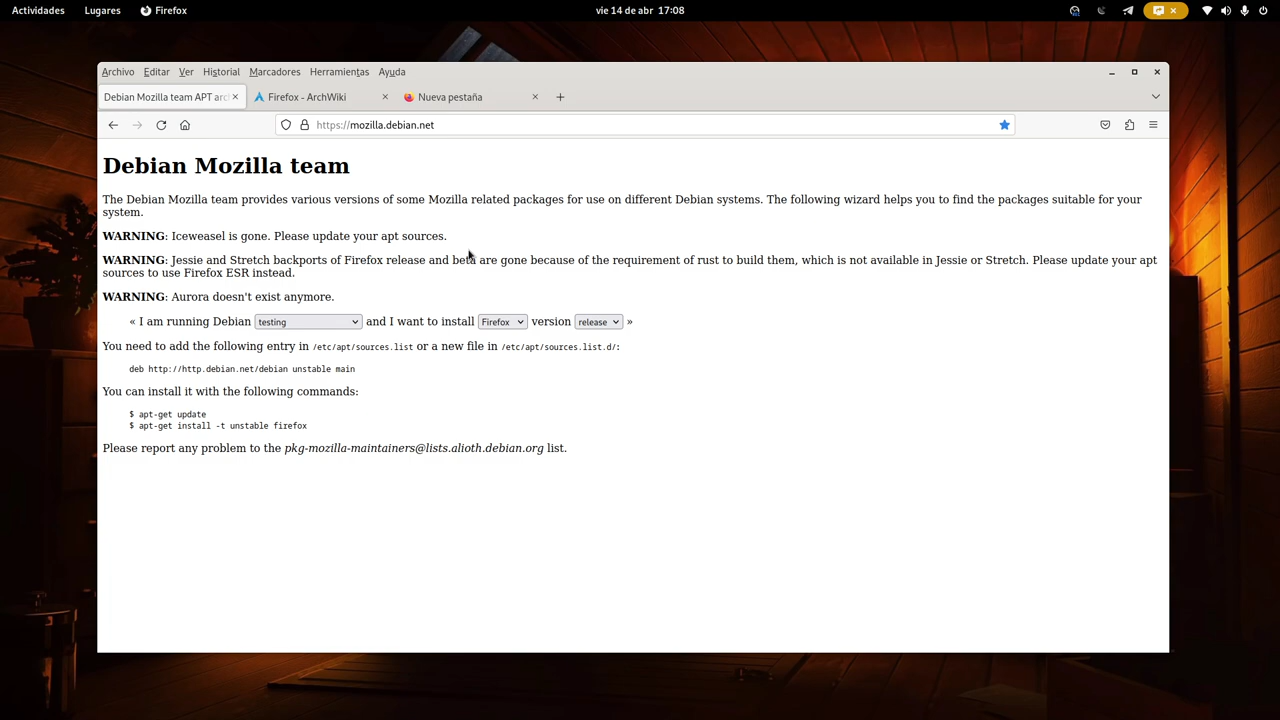 Actividades Lugares Firefox vie 14 de abr 17:08
Archivo Editar Ver Historial Marcadores Herramientas Ayuda
Debian Mozilla team APT arc Firefox - ArchWiki Nueva pestaña
https://mozilla.debian.net
Debian Mozilla team
The Debian Mozilla team provides various versions of some Mozilla related packages for use on different Debian systems. The following wizard helps you to find the packages suitable for your
system.
WARNING: Iceweasel is gone. Please update your apt sources.
WARNING: Jessie and Stretch backports of Firefox release and beta are gone because of the requirement of rust to build them, which is not available in Jessie or Stretch. Please update your apt
sources to use Firefox ESR instead.
WARNING: Aurora doesn't exist anymore.
« I am running Debian testing and I want to install Firefox version release »
You need to add the following entry in /etc/apt/sources.list or a new file in /etc/apt/sources.list.d/:
deb http://http.debian.net/debian unstable main
You can install it with the following commands:
$ apt-get update
$ apt-get install -t unstable firefox
Please report any problem to the pkg-mozilla-maintainers@lists.alioth.debian.org list.